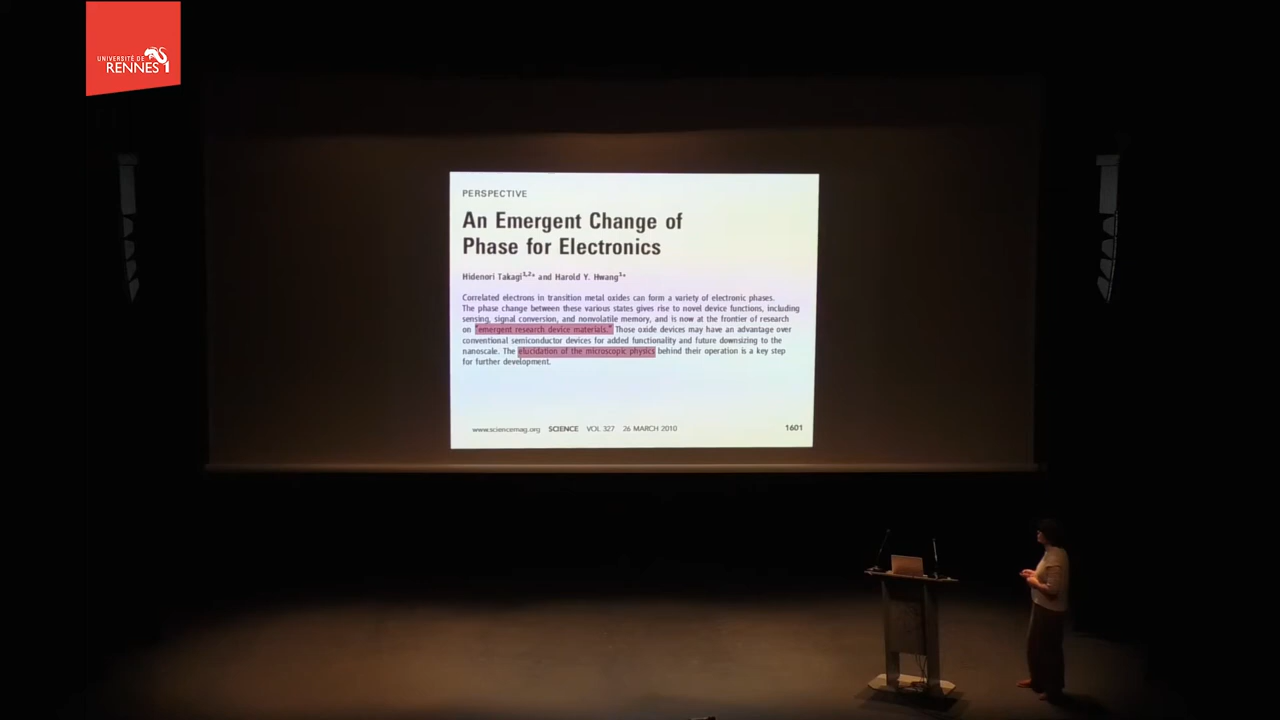 UNIVERSITÉ DE
RENNES 1
PERSPECTIVE
An Emergent Change of
Phase for Electronics
Hidenori Takagi1,2* and Harold Y. Hwang1*
Correlated electrons in transition metal oxides can form a variety of electronic phases.
The phase change between these various states gives rise to novel device functions, including
sensing, signal conversion, and nonvolatile memory, and is now at the frontier of research
on "emergent research device materials." Those oxide devices may have an advantage over
conventional semiconductor devices for added functionality and future downsizing to the
nanoscale. The elucidation of the microscopic physics behind their operation is a key step
for further development.
www.sciencemag.org SCIENCE VOL 327 26 MARCH 2010 1601